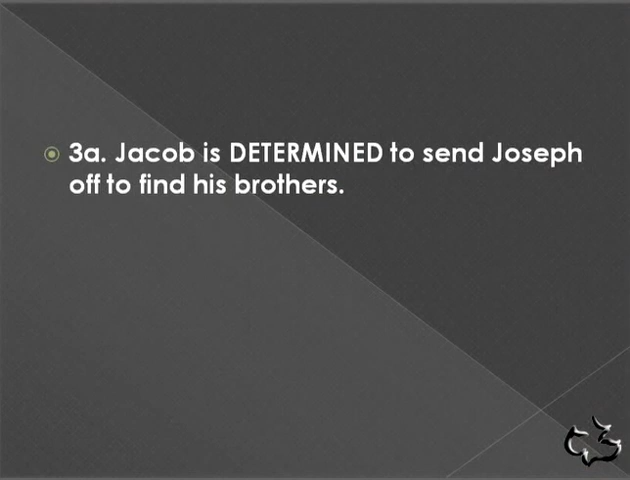 3a. Jacob is DETERMINED to send Joseph
off to find his brothers.